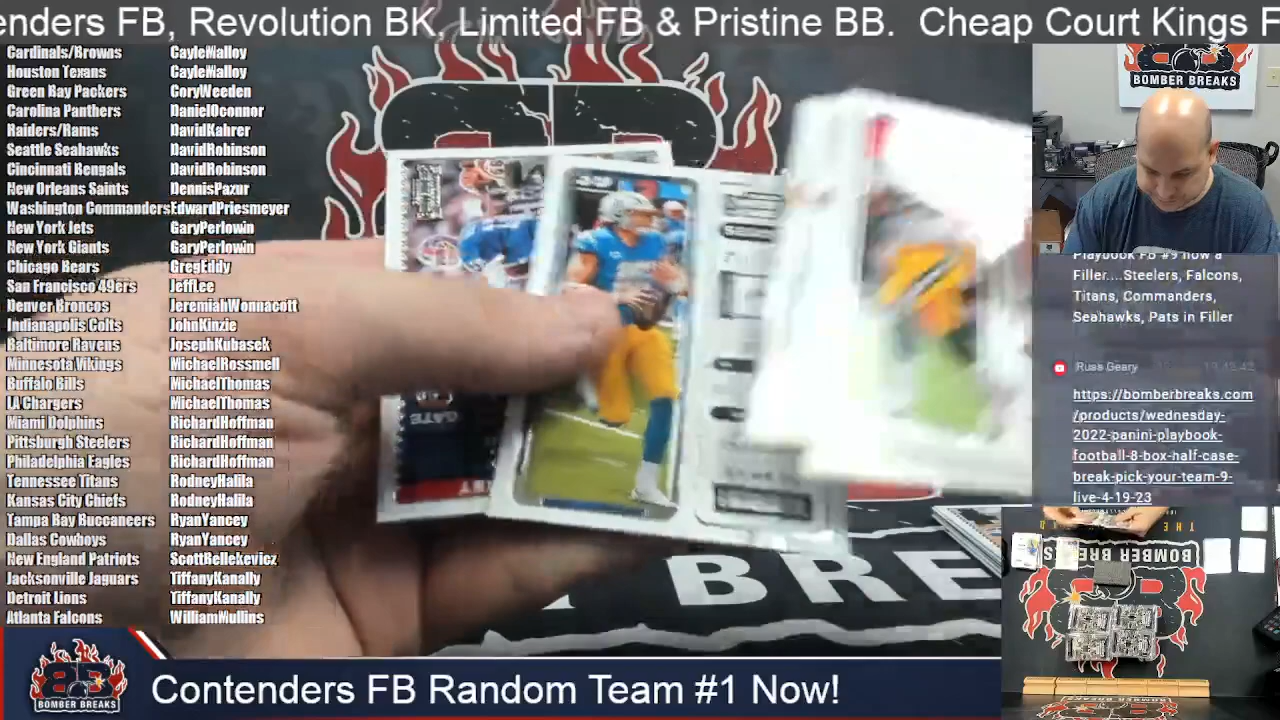 enders FB, Revolution BK, Limited FB & Pristine BB. Cheap Court Kings F
Cardinals/Browns CayleMalloy
Houston Texans CayleMalloy
Green Bay Packers CoryWeeden
Carolina Panthers DanielOconnor
Raiders/Rams DavidKahrer
Seattle Seahawks DavidRobinson
Cincinnati Bengals DavidRobinson
New Orleans Saints DennisPazur
Washington Commanders EdwardPriesmeyer
New York Jets GaryPerlowin
New York Giants GaryPerlowin
Chicago Bears GregEddy
San Francisco 49ers JeffLee
Denver Broncos JeremiahWonnacott
Indianapolis Colts JohnKinzie
Baltimore Ravens JosephKubasek
Minnesota Vikings MichaelRossmell
Buffalo Bills MichaelThomas
LA Chargers MichaelThomas
Miami Dolphins RichardHoffman
Pittsburgh Steelers RichardHoffman
Philadelphia Eagles RichardHoffman
Tennessee Titans RodneyHalila
Kansas City Chiefs RodneyHalila
Tampa Bay Buccaneers RyanYancey
Dallas Cowboys RyanYancey
New England Patriots ScottBellekevicz
Jacksonville Jaguars TiffanyKanally
Detroit Lions TiffanyKanally
Atlanta Falcons WilliamMullins
GATE
BRE
BOMBER BREAKS
Playbook FB #9 now a
Filler....Steelers, Falcons,
Titans, Commanders,
Seahawks, Pats in Filler
Russ Geary
https://bomberbreaks.com
/products/wednesday-
2022-panini-playbook-
football-8-box-half-case-
break-pick-your-team-9-
live-4-19-23
BOMBER BREAKS
BOMBER BREAKS
Contenders FB Random Team #1 Now!